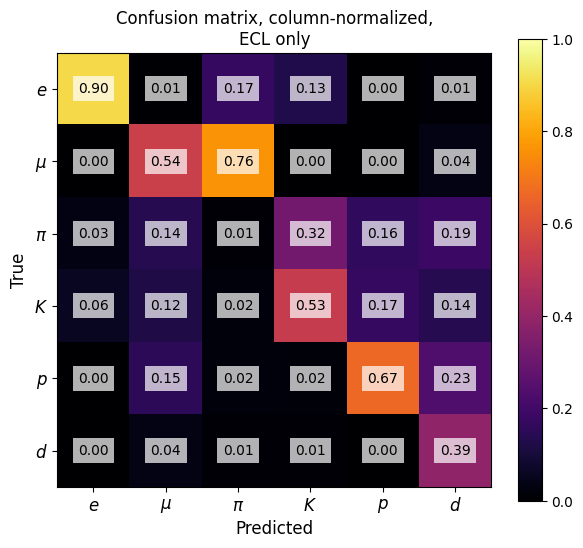 Confusion matrix, column-normalized,
ECL only
1.0
e 0.90 0.01 0.17 0.13 0.00 0.01
0.8
μ 0.00 0.54 0.76 0.00 0.00 0.04
0.6
π 0.03 0.14 0.01 0.32 0.16 0.19
True
K 0.06 0.12 0.02 0.53 0.17 0.14
0.4
p 0.00 0.15 0.02 0.02 0.67 0.23
0.2
d 0.00 0.04 0.01 0.01 0.00 0.39
0.0
e μ π K p d
Predicted